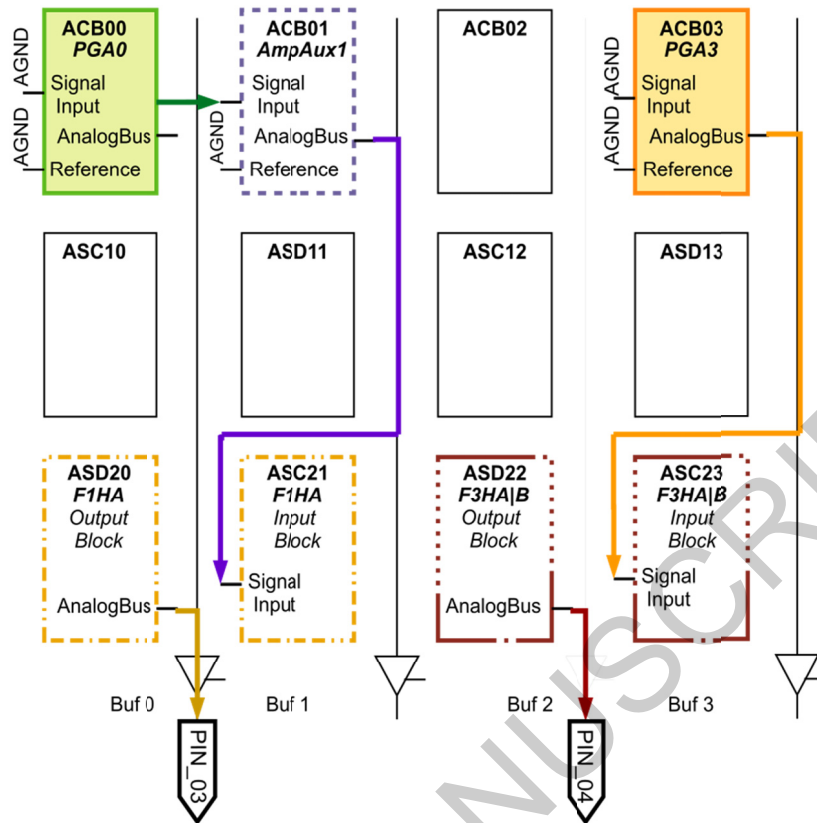 ACB00
PGA0
AGND
Signal
Input
AnalogBus
AGND
Reference
ACB01
AmpAux1
Signal
Input
AGND
AnalogBus
Reference
ACB02
ACB03
PGA3
AGND
Signal
Input
AGND
AnalogBus
Reference
ASC10
ASD11
ASC12
ASD13
ASD20
F1HA
Output
Block
AnalogBus
ASC21
F1HA
Input
Block
Signal
Input
ASD22
F3HA|B
Output
Block
AnalogBus
ASC23
F3HA|B
Input
Block
Signal
Input
Buf 0
Buf 1
Buf 2
Buf 3
PIN_03
PIN_04
NUSCRI